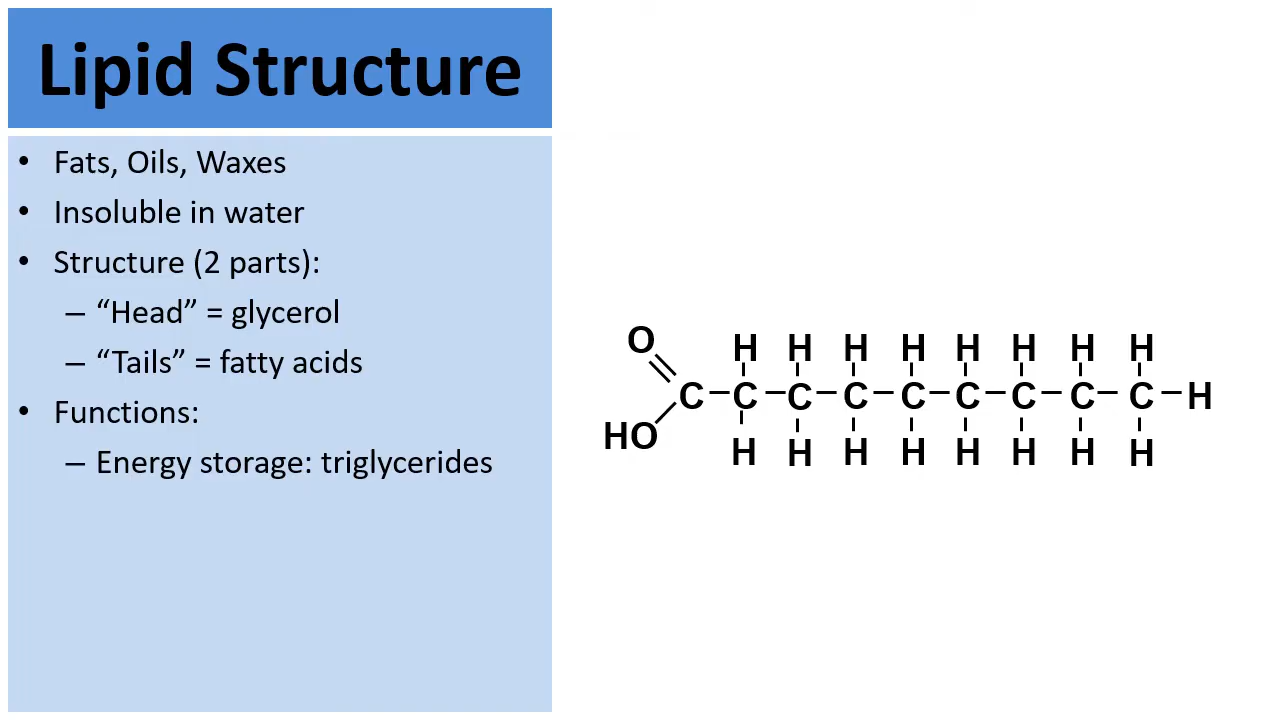 Lipid Structure
• Fats, Oils, Waxes
• Insoluble in water
• Structure (2 parts):
– “Head” = glycerol
– “Tails” = fatty acids
• Functions:
– Energy storage: triglycerides
O H H H H H H H H
C C C C C C C C C H
HO H H H H H H H H